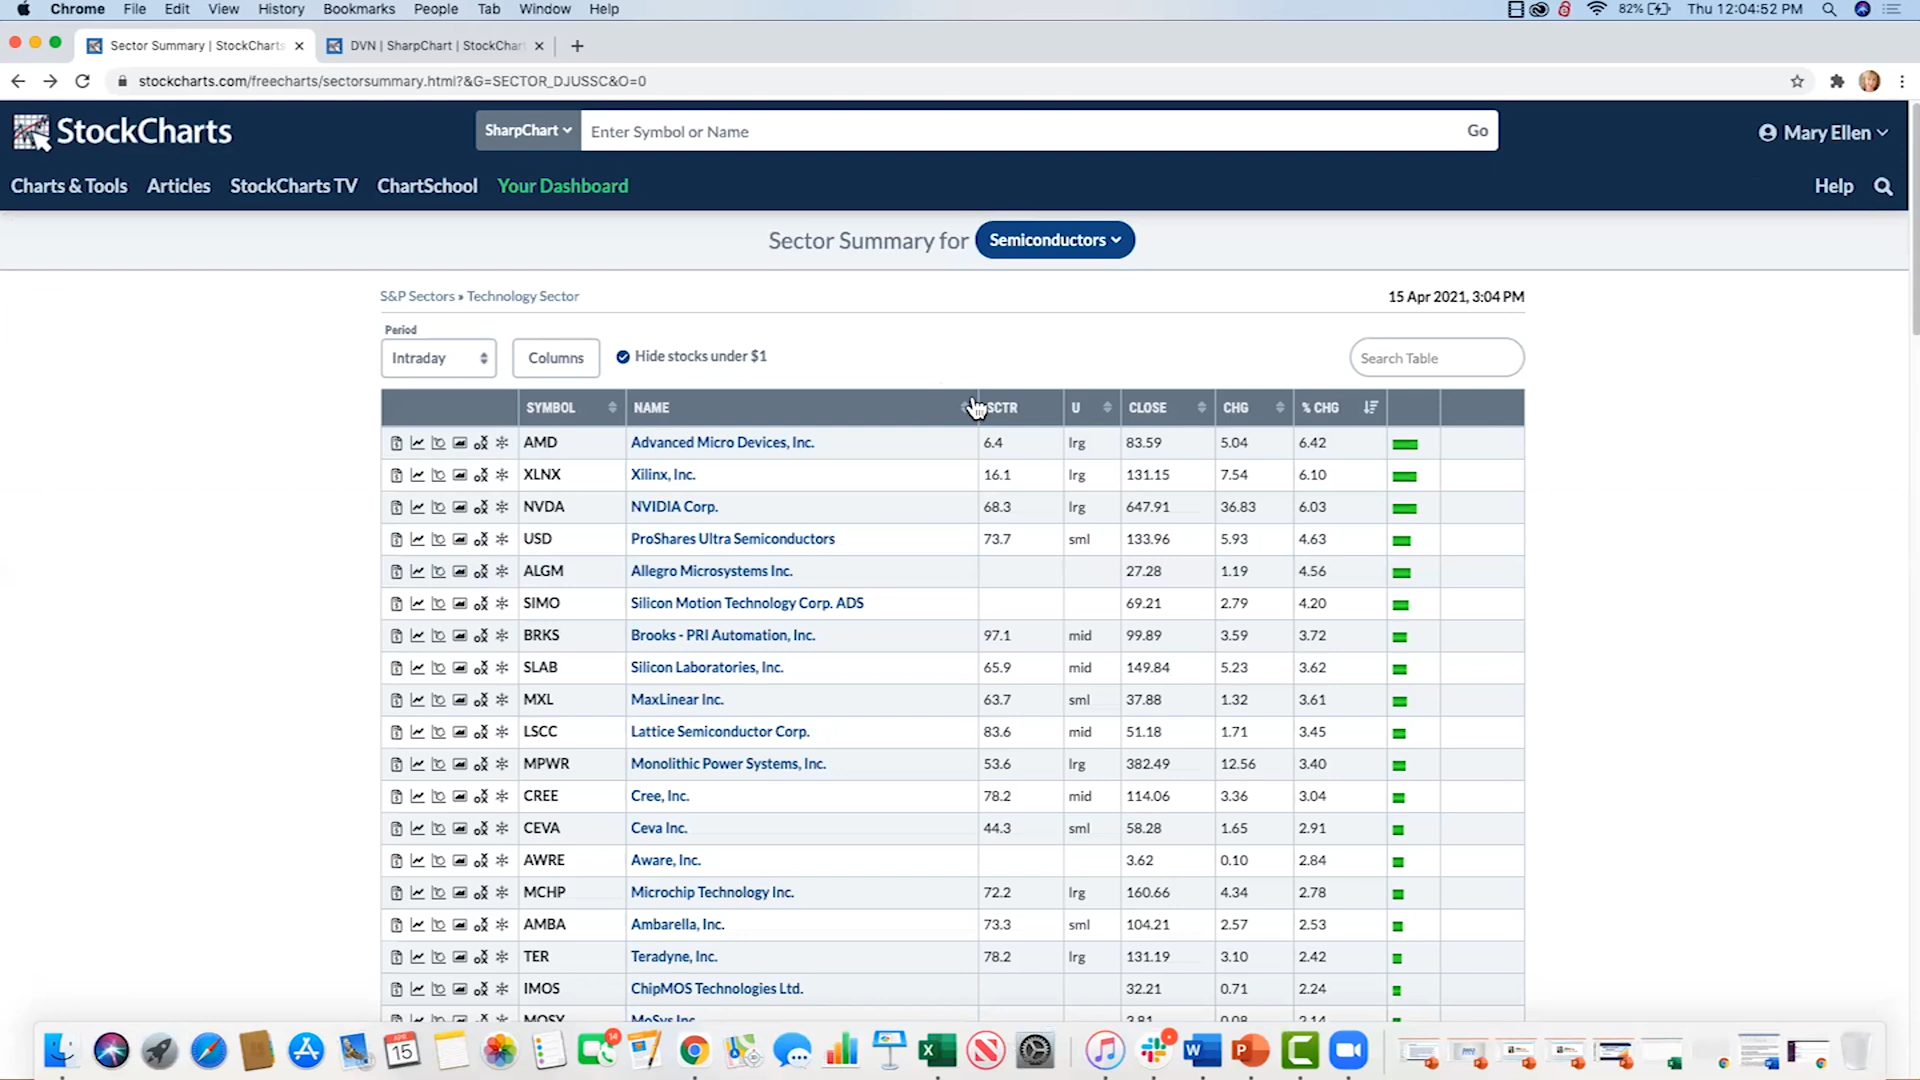 Chrome File Edit View History Bookmarks People Tab Window Help 82% Thu 12:04:52 PM
Sector Summary | StockCharts DVN | SharpChart | StockChar
stockcharts.com/freecharts/sectorsummary.html?&G=SECTOR_DJUSSC&O=0
StockCharts SharpChart Enter Symbol or Name Go Mary Ellen
Charts & Tools Articles StockCharts TV ChartSchool Your Dashboard Help
Sector Summary for Semiconductors
S&P Sectors » Technology Sector 15 Apr 2021, 3:04 PM
Period
Intraday Columns Hide stocks under $1 Search Table
SYMBOL NAME SCTR U CLOSE CHG % CHG
AMD Advanced Micro Devices, Inc. 6.4 lrg 83.59 5.04 6.42
XLNX Xilinx, Inc. 16.1 lrg 131.15 7.54 6.10
NVDA NVIDIA Corp. 68.3 lrg 647.91 36.83 6.03
USD ProShares Ultra Semiconductors 73.7 sml 133.96 5.93 4.63
ALGM Allegro Microsystems Inc. 27.28 1.19 4.56
SIMO Silicon Motion Technology Corp. ADS 69.21 2.79 4.20
BRKS Brooks - PRI Automation, Inc. 97.1 mid 99.89 3.59 3.72
SLAB Silicon Laboratories, Inc. 65.9 mid 149.84 5.23 3.62
MXL MaxLinear Inc. 63.7 sml 37.88 1.32 3.61
LSCC Lattice Semiconductor Corp. 83.6 mid 51.18 1.71 3.45
MPWR Monolithic Power Systems, Inc. 53.6 lrg 382.49 12.56 3.40
CREE Cree, Inc. 78.2 mid 114.06 3.36 3.04
CEVA Ceva Inc. 44.3 sml 58.28 1.65 2.91
AWRE Aware, Inc. 3.62 0.10 2.84
MCHP Microchip Technology Inc. 72.2 lrg 160.66 4.34 2.78
AMBA Ambarella, Inc. 73.3 sml 104.21 2.57 2.53
TER Teradyne, Inc. 78.2 lrg 131.19 3.10 2.42
IMOS ChipMOS Technologies Ltd. 32.21 0.71 2.24
MOSY MoSys Inc. 3.81 0.08 2.14
APR
15 14